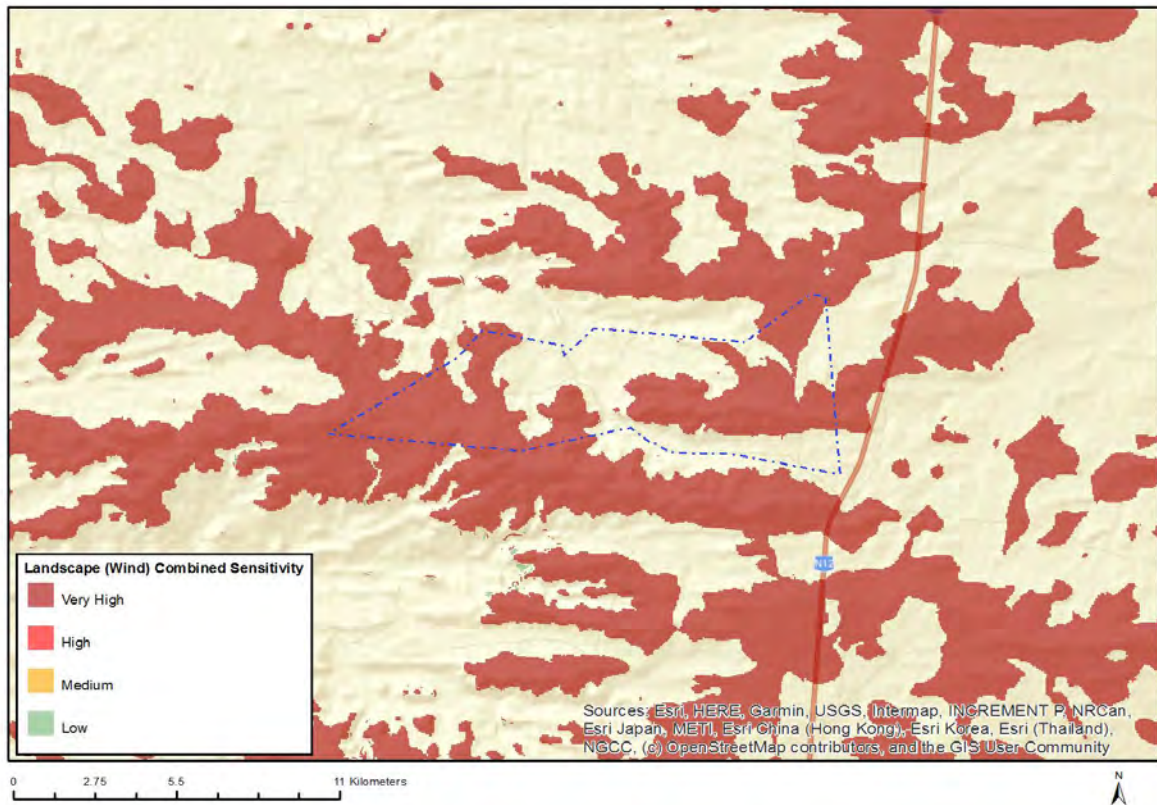 N12
Landscape (Wind) Combined Sensitivity
Very High
High
Medium
Low
Sources: Esri, HERE, Garmin, USGS, Intermap, INCREMENT P, NRCan,
Esri Japan, METI, Esri China (Hong Kong), Esri Korea, Esri (Thailand),
NGCC, (c) OpenStreetMap contributors, and the GIS User Community
0 2.75 5.5 11 Kilometers
N